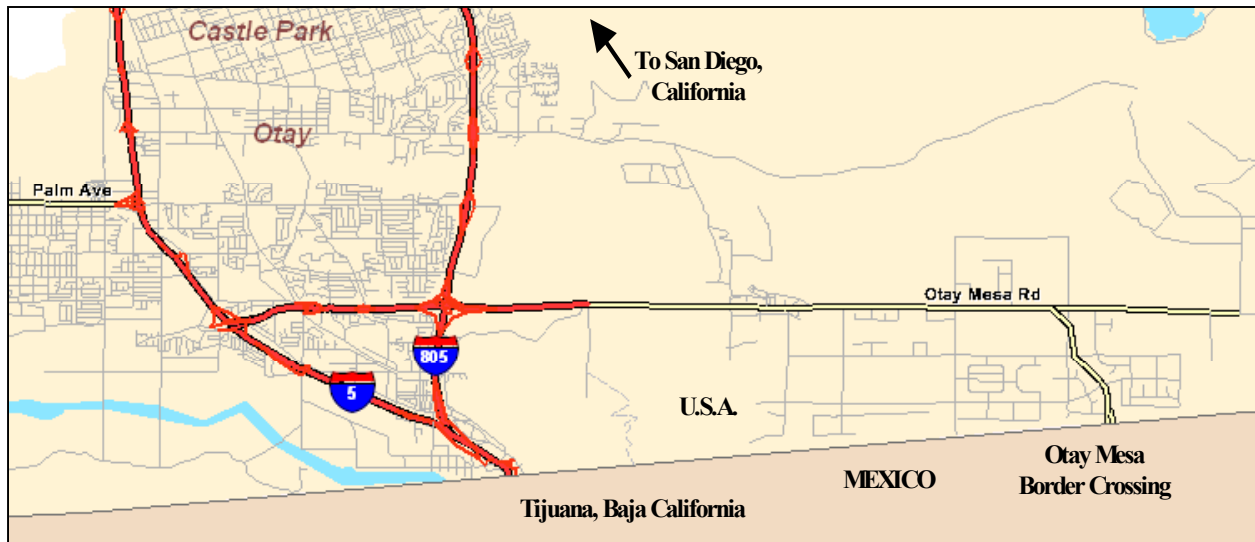 Castle Park
To San Diego,
California
Otay
Palm Ave
Otay Mesa Rd
805
5
U.S.A.
MEXICO
Otay Mesa
Border Crossing
Tijuana, Baja California